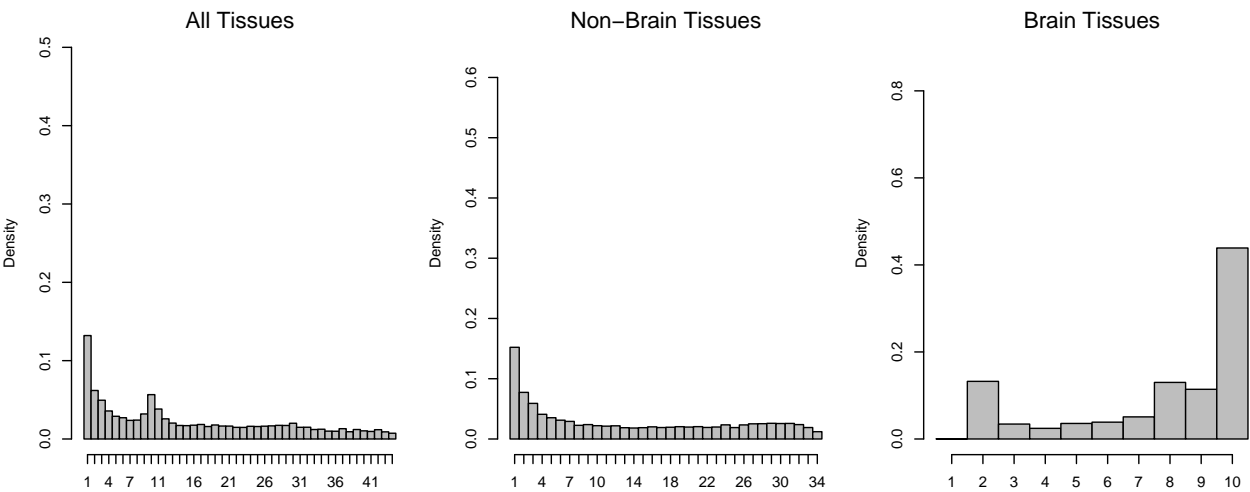 All Tissues
Density
0.0 0.1 0.2 0.3 0.4 0.5
1 4 7 11 16 21 26 31 36 41
Non−Brain Tissues
Density
0.0 0.1 0.2 0.3 0.4 0.5 0.6
1 4 7 10 14 18 22 26 30 34
Brain Tissues
Density
0.0 0.2 0.4 0.6 0.8
1 2 3 4 5 6 7 8 9 10